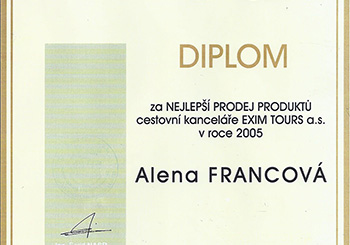 DIPLOM
za NEJLEPŠÍ PRODEJ PRODUKTŮ
cestovní kanceláře EXIM TOURS a.s.
v roce 2005
Alena FRANCOVÁ